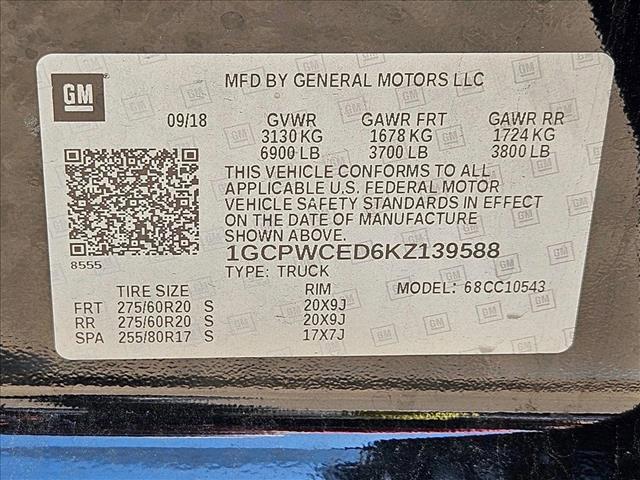 GM
MFD BY GENERAL MOTORS LLC
09/18 GVWR GAWR FRT GAWR RR
3130 KG 1678 KG 1724 KG
6900 LB 3700 LB 3800 LB
THIS VEHICLE CONFORMS TO ALL
APPLICABLE U.S. FEDERAL MOTOR
VEHICLE SAFETY STANDARDS IN EFFECT
ON THE DATE OF MANUFACTURE
SHOWN ABOVE.
8555
1GCPWCED6KZ139588
TYPE: TRUCK
TIRE SIZE RIM MODEL: 68CC10543
FRT 275/60R20 S 20X9J
RR 275/60R20 S 20X9J
SPA 255/80R17 S 17X7J